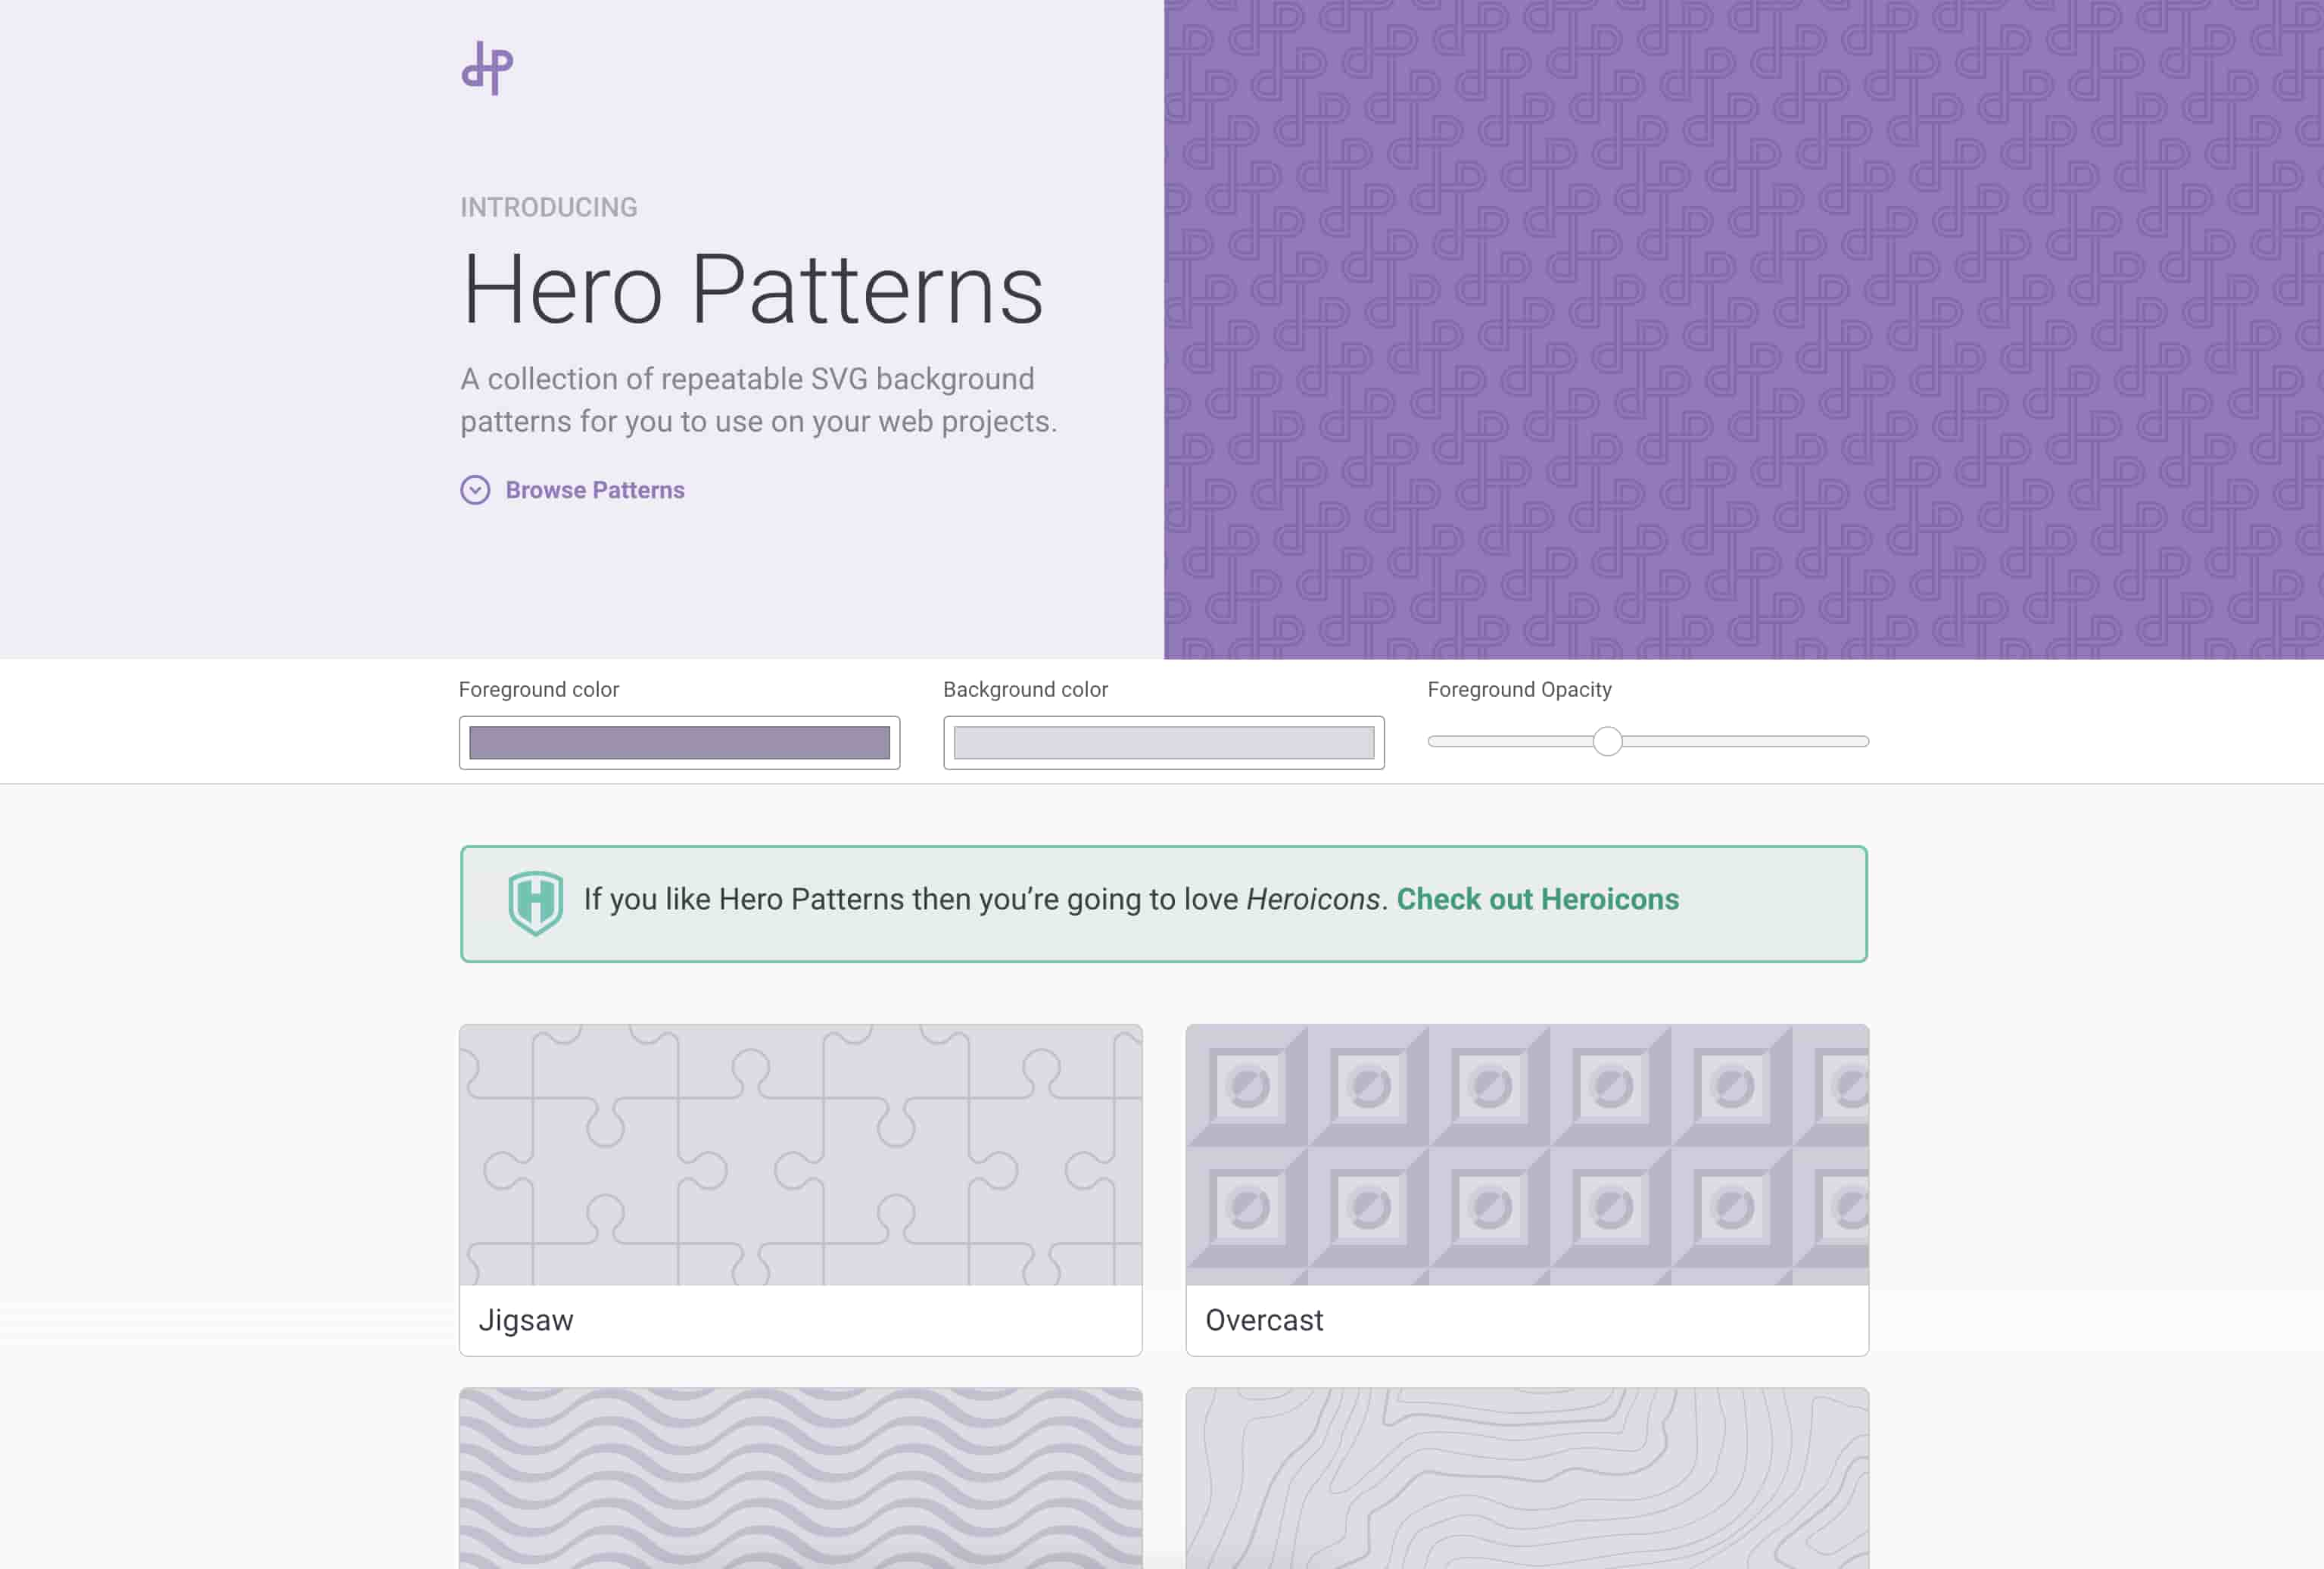 INTRODUCING
Hero Patterns
A collection of repeatable SVG background
patterns for you to use on your web projects.
Browse Patterns
Foreground color
Background color
Foreground Opacity
If you like Hero Patterns then you’re going to love Heroicons. Check out Heroicons
Jigsaw
Overcast